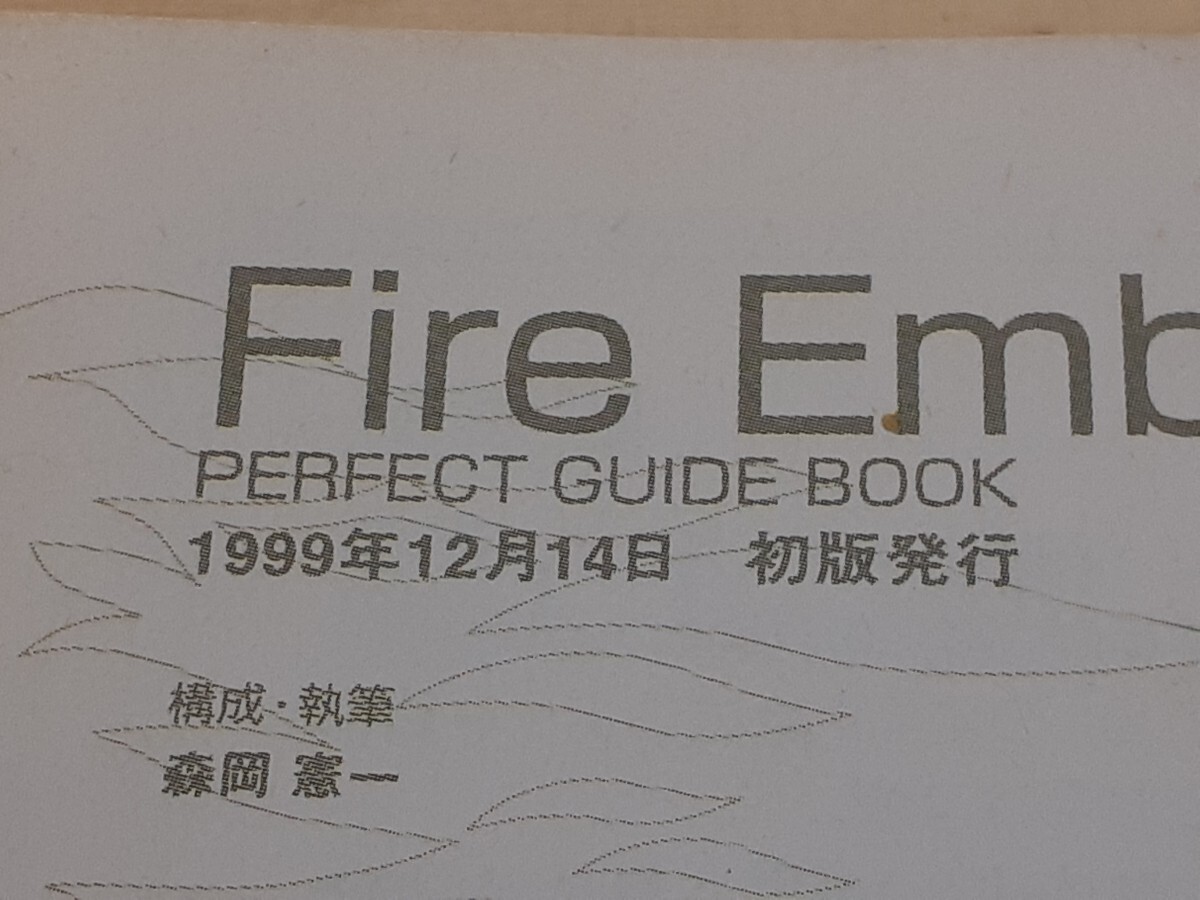 Fire Emb
PERFECT GUIDE BOOK
1999年12月14日　初版発行
構成・執筆
森岡 憲一